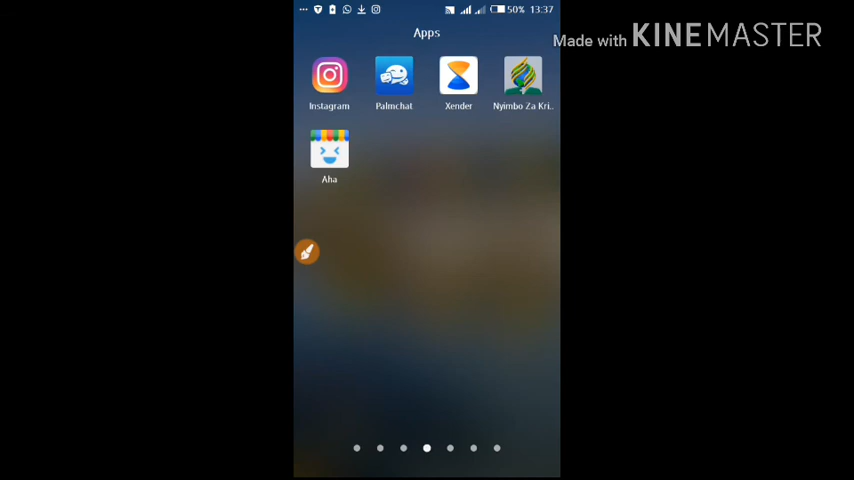 50% 13:37
Apps
Made with KINEMASTER
Instagram Palmchat Xender Nyimbo Za Kri..
Aha